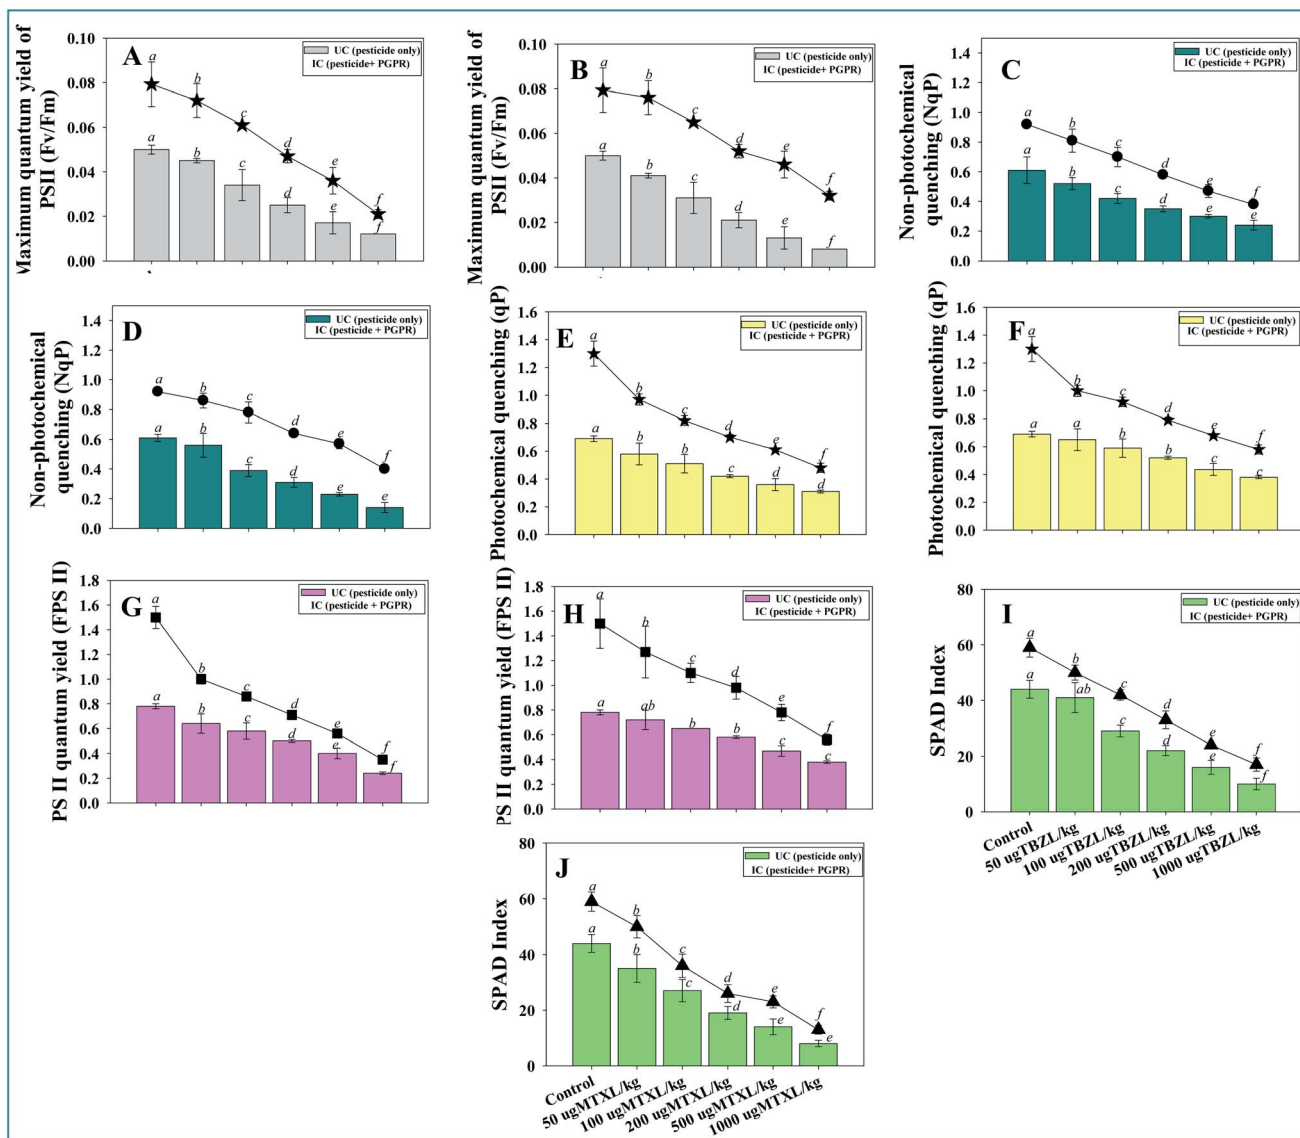 Maximum quantum yield of
PSII (Fv/Fm)
0.10
0.08
0.06
0.04
0.02
0.00
A
UC (pesticide only)
IC (pesticide+ PGPR)
a
b
c
d
e
f
a
b
c
d
e
f
Maximum quantum yield of
PSII (Fv/Fm)
0.10
0.08
0.06
0.04
0.02
0.00
B
UC (pesticide only)
IC (pesticide+ PGPR)
a
b
c
d
e
f
a
b
c
d
e
f
Non-photochemical
quenching (NqP)
1.4
1.2
1.0
0.8
0.6
0.4
0.2
0.0
C
UC (pesticide only)
IC (pesticide+ PGPR)
a
b
c
d
e
f
a
b
c
d
e
e
Non-photochemical
quenching (NqP)
1.4
1.2
1.0
0.8
0.6
0.4
0.2
0.0
D
UC (pesticide only)
IC (pesticide + PGPR)
a
b
c
d
e
f
a
b
c
d
e
e
Photochemical quenching (qP)
1.6
1.4
1.2
1.0
0.8
0.6
0.4
0.2
0.0
E
UC (pesticide only)
IC (pesticide + PGPR)
a
b
c
d
e
f
a
b
b
c
d
d
Photochemical quenching (qP)
1.6
1.4
1.2
1.0
0.8
0.6
0.4
0.2
0.0
F
UC (pesticide only)
IC (pesticide + PGPR)
a
b
c
d
e
f
a
a
b
b
c
c
PS II quantum yield (FPS II)
1.8
1.6
1.4
1.2
1.0
0.8
0.6
0.4
0.2
0.0
G
UC (pesticide only)
IC (pesticide + PGPR)
a
b
c
d
e
f
a
b
c
d
e
f
PS II quantum yield (FPS II)
1.8
1.6
1.4
1.2
1.0
0.8
0.6
0.4
0.2
0.0
H
UC (pesticide only)
IC (pesticide + PGPR)
a
b
c
d
e
f
a
ab
b
b
c
c
SPAD Index
80
60
40
20
0
I
UC (pesticide only)
IC (pesticide+ PGPR)
a
b
c
d
e
f
a
ab
c
d
e
f
Control
50 ugTBZL/kg
100 ugTBZL/kg
200 ugTBZL/kg
500 ugTBZL/kg
1000 ugTBZL/kg
SPAD Index
80
60
40
20
0
J
UC (pesticide only)
IC (pesticide+ PGPR)
a
b
c
d
e
f
a
b
c
d
e
e
Control
50 ugMTXL/kg
100 ugMTXL/kg
200 ugMTXL/kg
500 ugMTXL/kg
1000 ugMTXL/kg